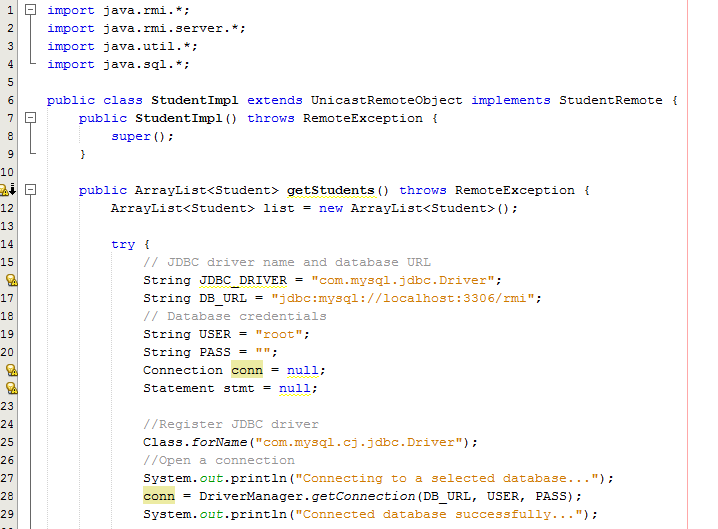 1 import java.rmi.*;
2 import java.rmi.server.*;
3 import java.util.*;
4 import java.sql.*;
5
6 public class StudentImpl extends UnicastRemoteObject implements StudentRemote {
7 public StudentImpl() throws RemoteException {
8 super();
9 }
10
public ArrayList<Student> getStudents() throws RemoteException {
12 ArrayList<Student> list = new ArrayList<Student>();
13
14 try {
15 // JDBC driver name and database URL
String JDBC_DRIVER = "com.mysql.jdbc.Driver";
17 String DB_URL = "jdbc:mysql://localhost:3306/rmi";
18 // Database credentials
19 String USER = "root";
20 String PASS = "";
Connection conn = null;
Statement stmt = null;
23
24 //Register JDBC driver
25 Class.forName("com.mysql.cj.jdbc.Driver");
26 //Open a connection
27 System.out.println("Connecting to a selected database...");
28 conn = DriverManager.getConnection(DB_URL, USER, PASS);
29 System.out.println("Connected database successfully...");